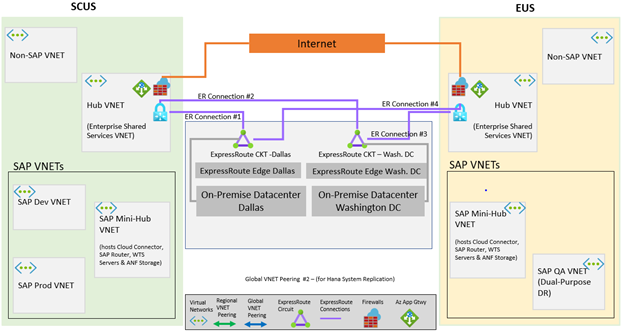 SCUS
EUS
Internet
Non-SAP VNET
Non-SAP VNET
Hub VNET
(Enterprise Shared
Services VNET)
Hub VNET
(Enterprise Shared
Services VNET)
ER Connection #2
ER Connection #4
ER Connection #1
ER Connection #3
ExpressRoute CKT -Dallas
ExpressRoute CKT – Wash. DC
ExpressRoute Edge Dallas
ExpressRoute Edge Wash. DC
On-Premise Datacenter
Dallas
On-Premise Datacenter
Washington DC
SAP VNETs
SAP Dev VNET
SAP Mini-Hub
VNET
(hosts Cloud Connector,
SAP Router, WTS
Servers & ANF Storage)
SAP Prod VNET
SAP VNETs
SAP Mini-Hub
VNET
(hosts Cloud Connector,
SAP Router, WTS
Servers & ANF Storage)
SAP QA VNET
(Dual-Purpose
DR)
Global VNET Peering #2 – (for Hana System Replication)
Virtual
Networks
Regional
VNET
Peering
Global
VNET
Peering
ExpressRoute
Circuit
ExpressRoute
Connections
Firewalls
Az App Gtwy